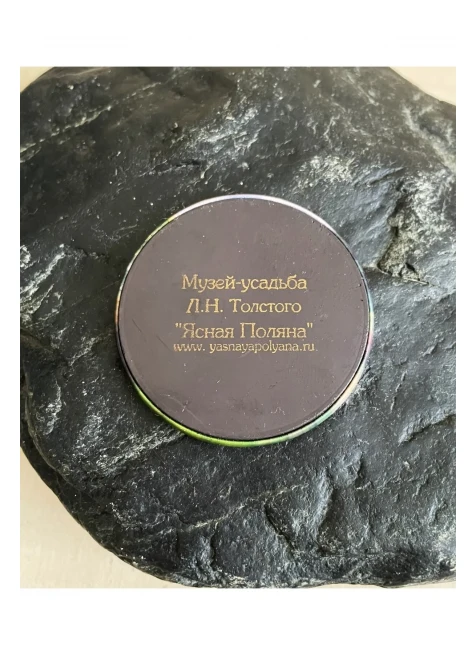 Музей-усадьба
Л.Н. Толстого
"Ясная Поляна"
www. yasnayapolyana.ru